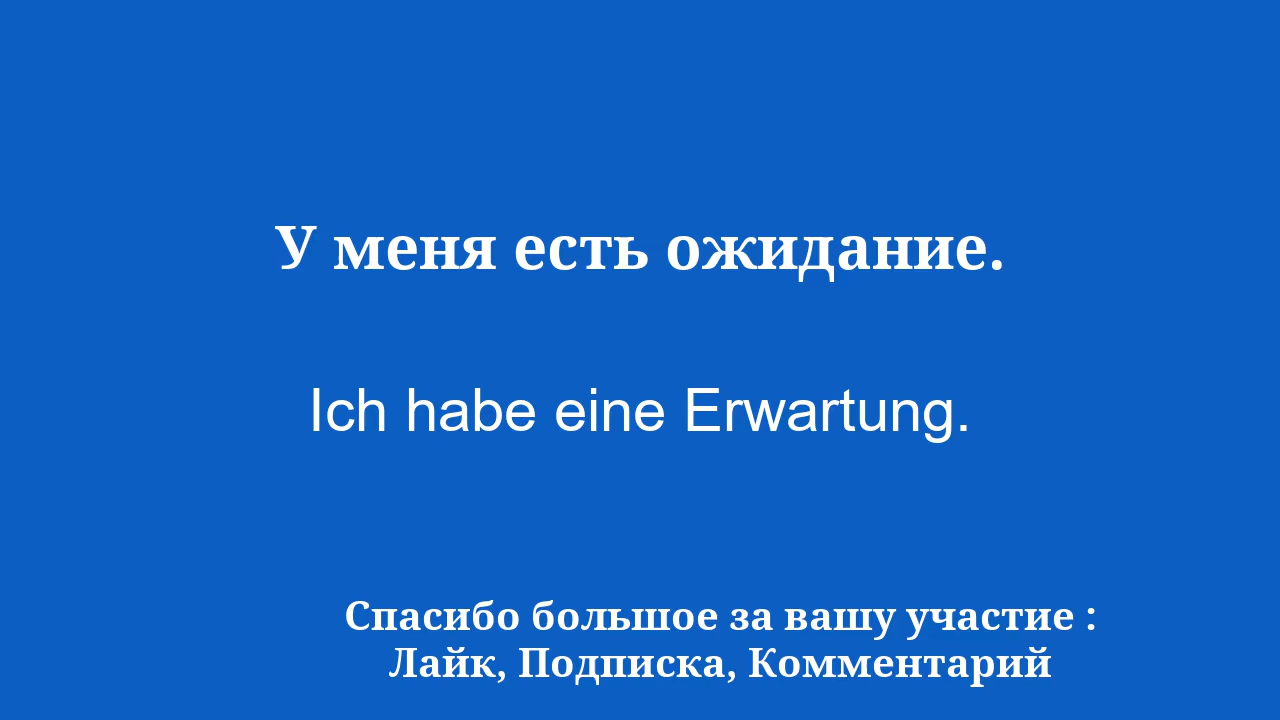 У меня есть ожидание.
Ich habe eine Erwartung.
Спасибо большое за вашу участие :
Лайк, Подписка, Комментарий